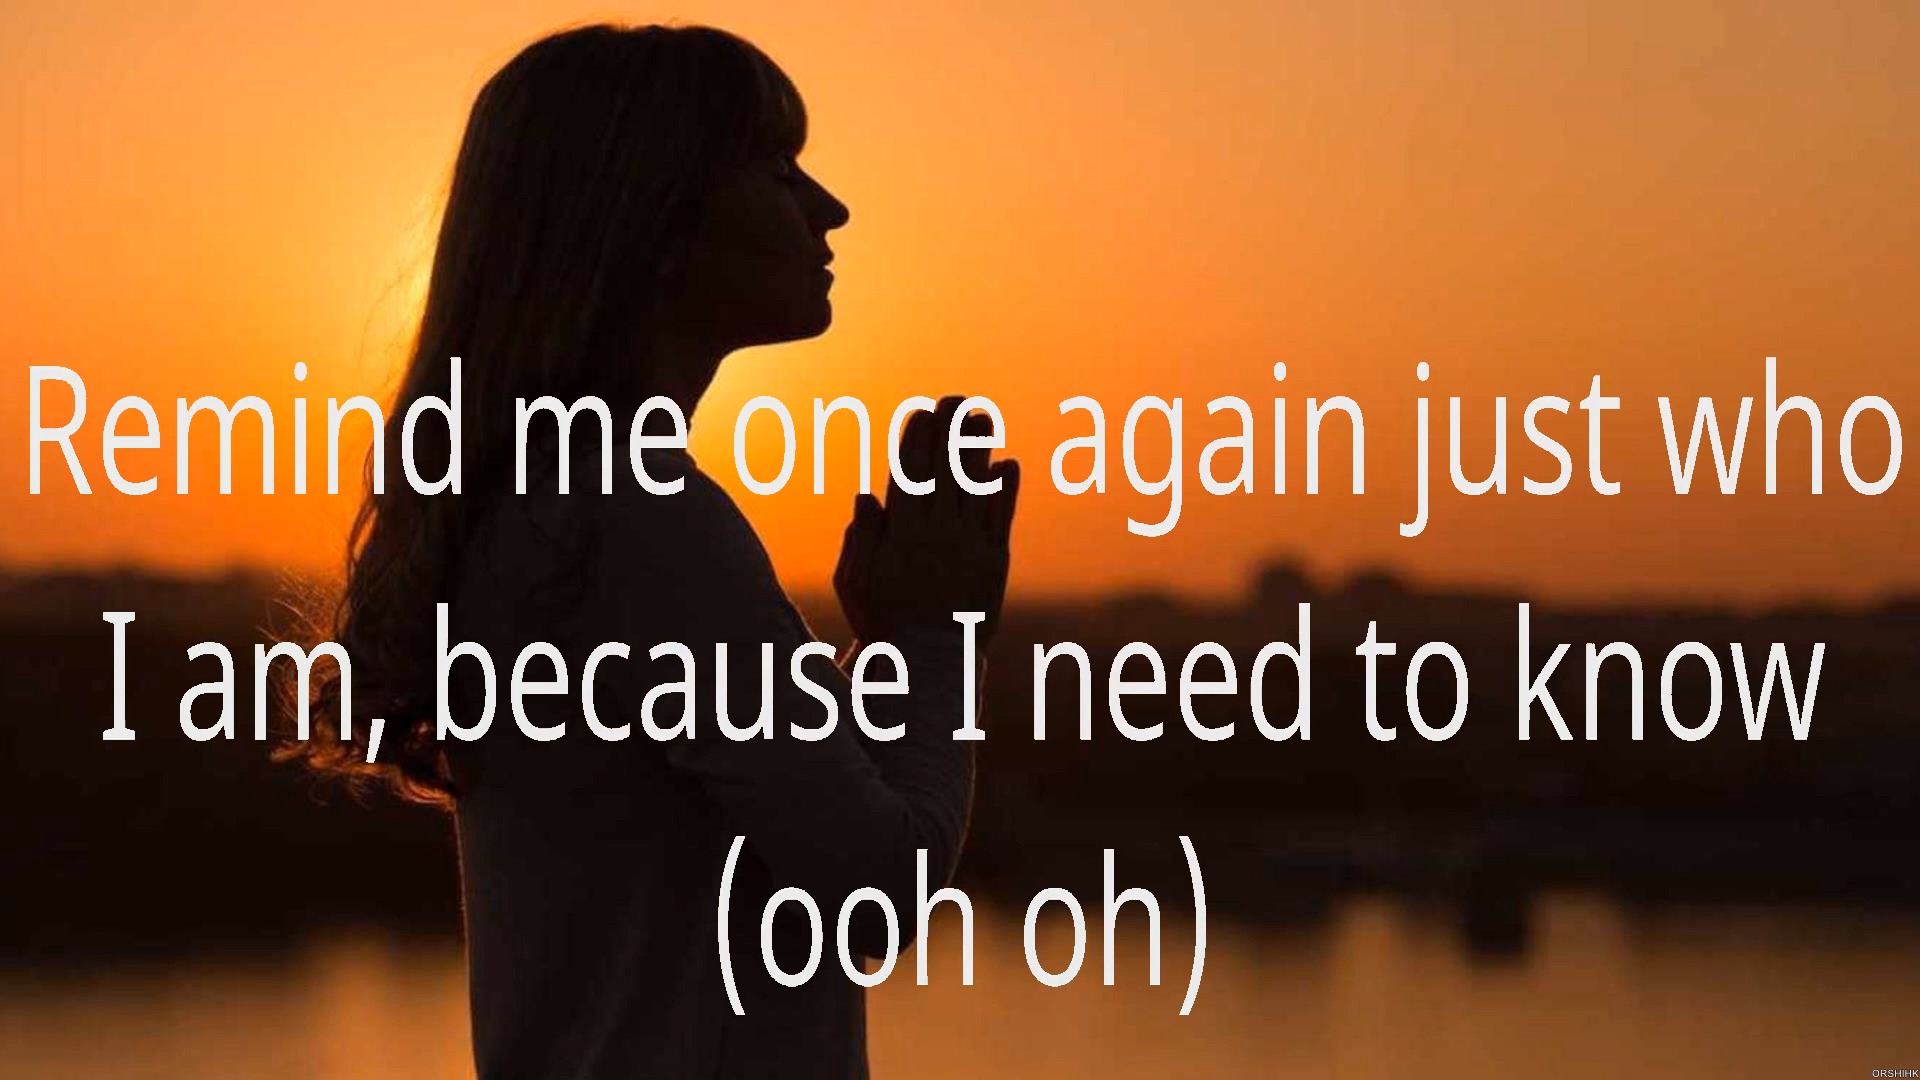 Remind me once again just who
I am, because I need to know
(ooh oh)
ORSHIHK